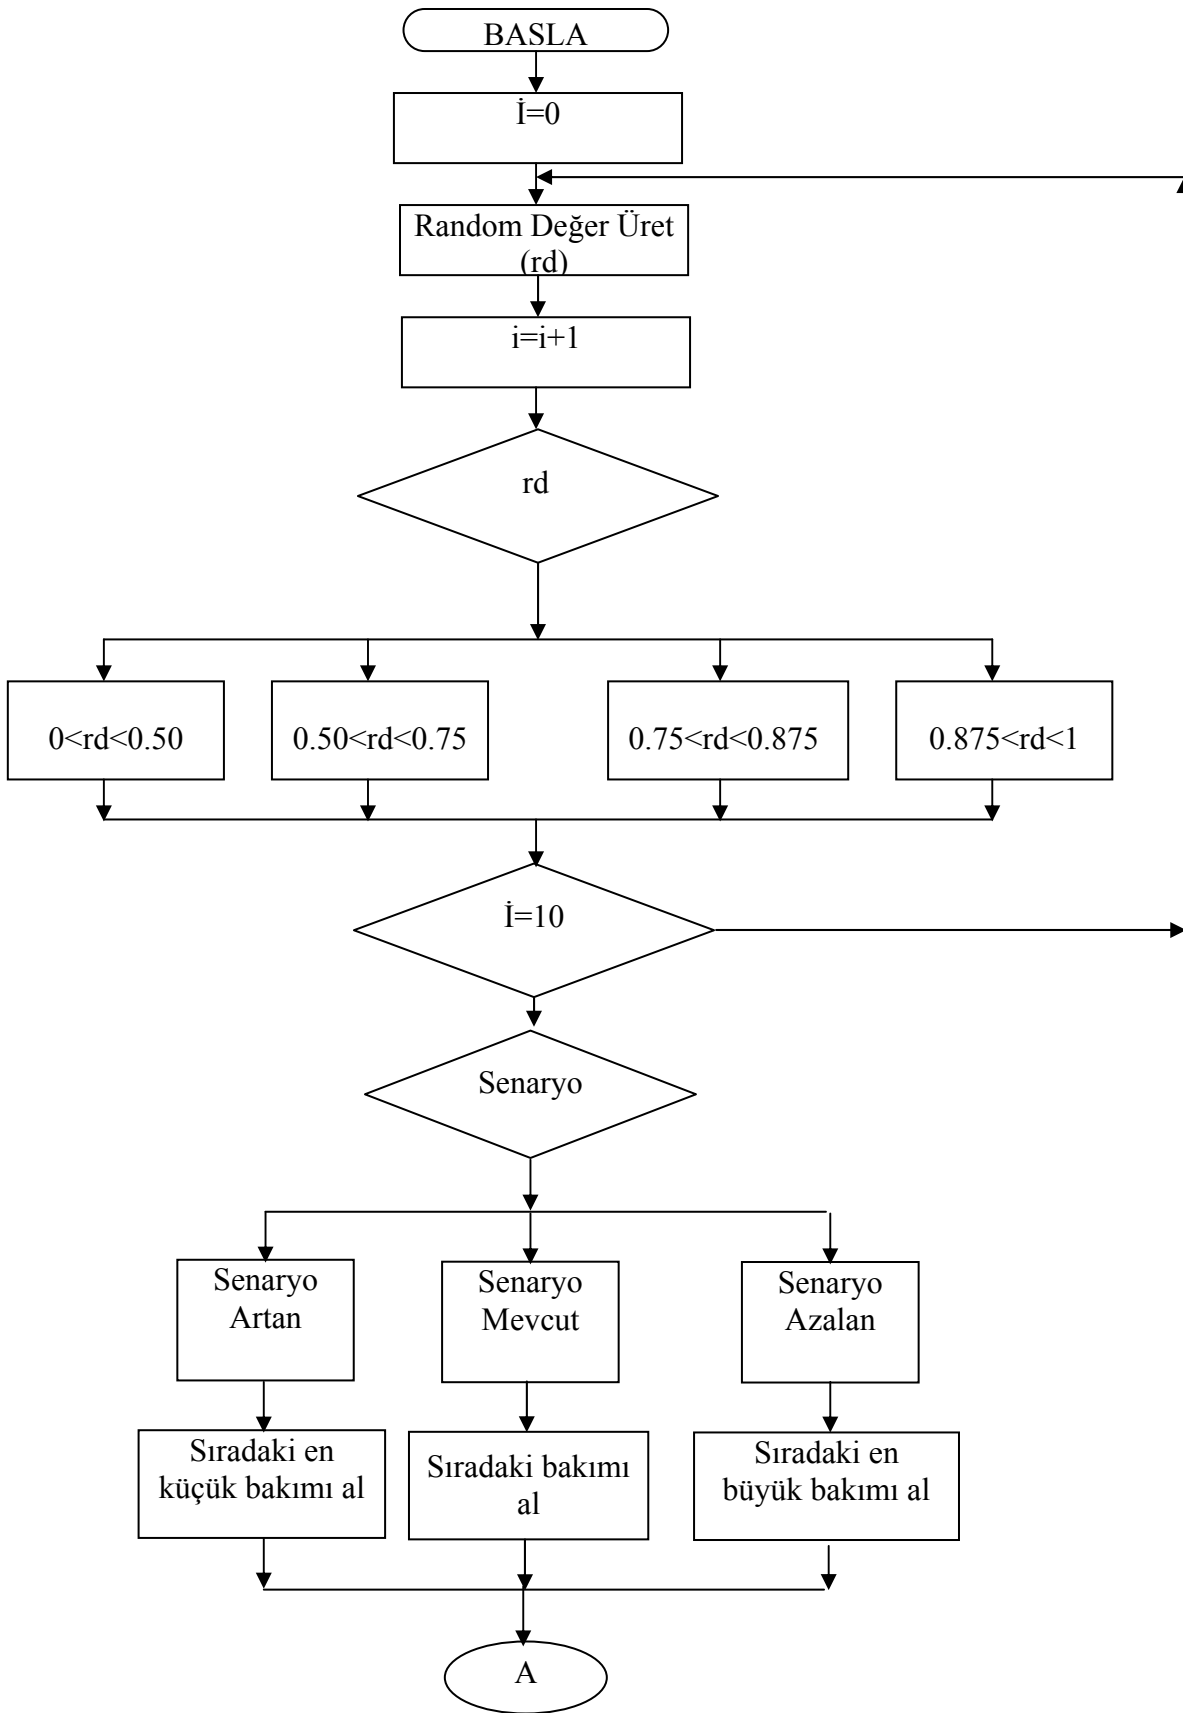 BASLA
İ=0
Random Değer Üret
(rd)
i=i+1
rd
0<rd<0.50
0.50<rd<0.75
0.75<rd<0.875
0.875<rd<1
İ=10
Senaryo
Senaryo
Artan
Senaryo
Mevcut
Senaryo
Azalan
Sıradaki en
küçük bakımı al
Sıradaki bakımı
al
Sıradaki en
büyük bakımı al
A